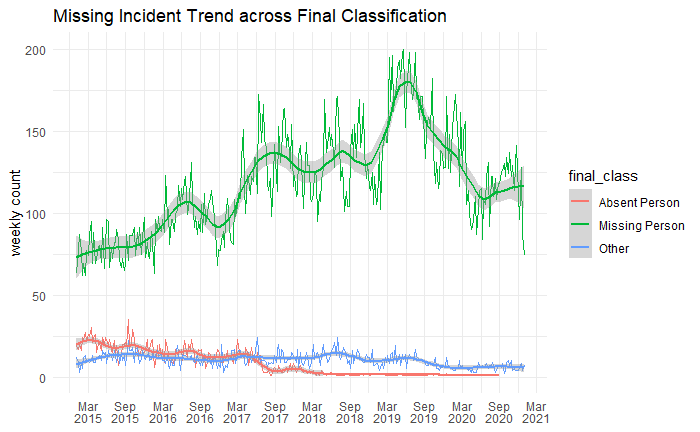 Missing Incident Trend across Final Classification
200
150
100
50
0
weekly count
Mar Sep Mar Sep Mar Sep Mar Sep Mar Sep Mar Sep Mar
2015 2015 2016 2016 2017 2017 2018 2018 2019 2019 2020 2020 2021
final_class
Absent Person
Missing Person
Other